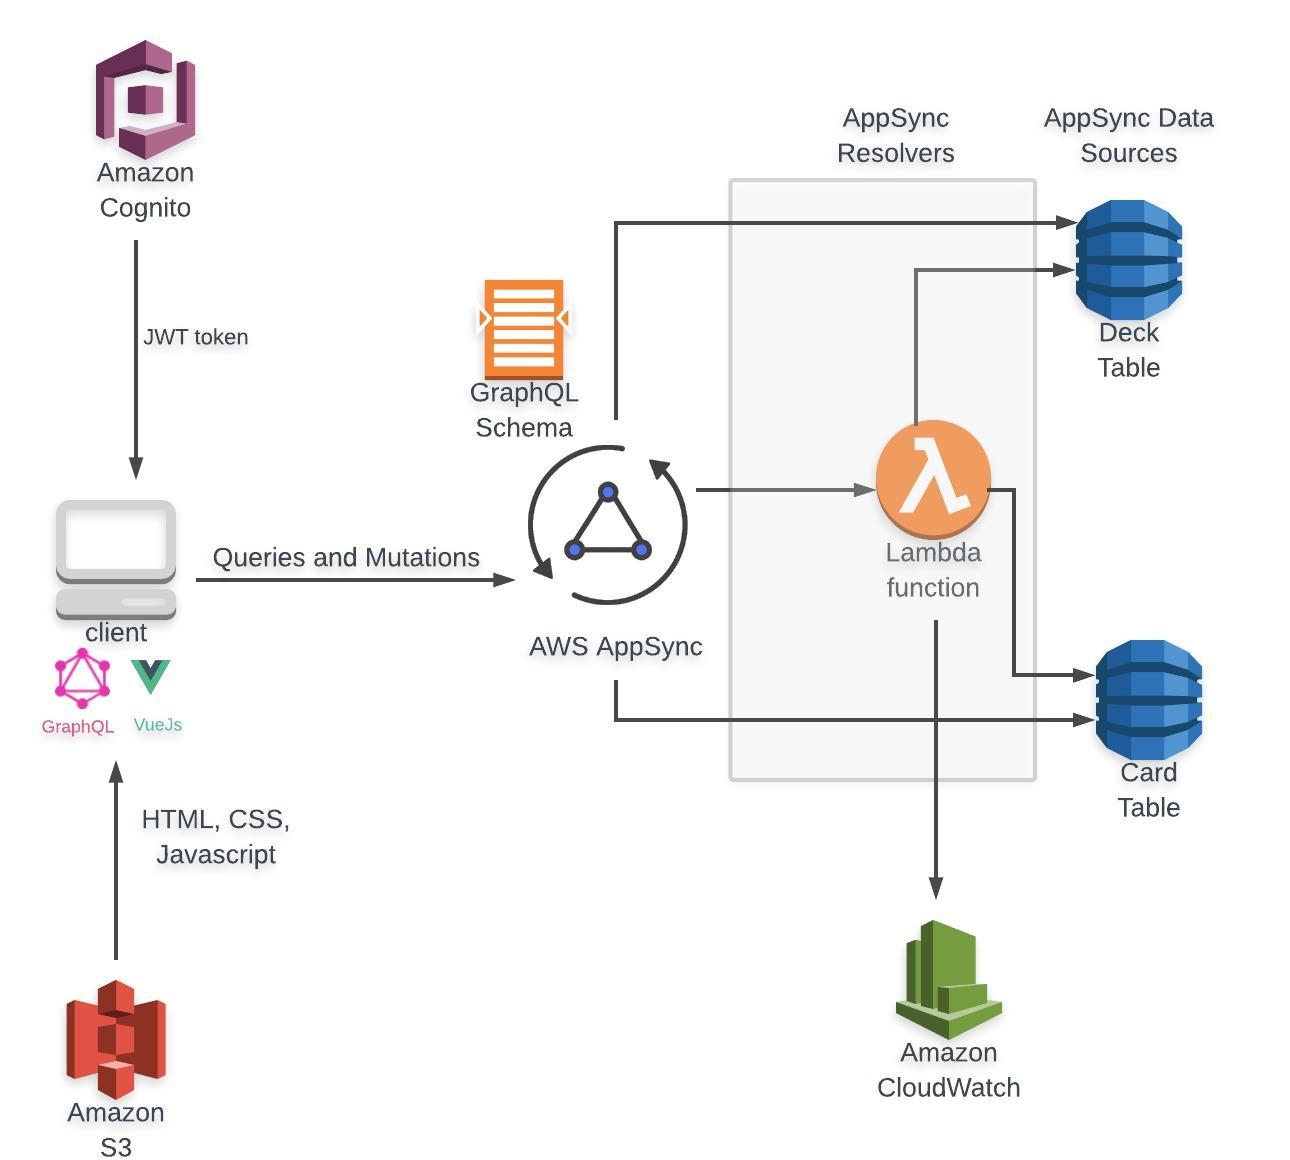 Amazon
Cognito
JWT token
AppSync
Resolvers
AppSync Data
Sources
Deck
Table
GraphQL
Schema
Queries and Mutations
AWS AppSync
Lambda
function
client
GraphQL
VueJs
HTML, CSS,
Javascript
Card
Table
Amazon
CloudWatch
Amazon
S3